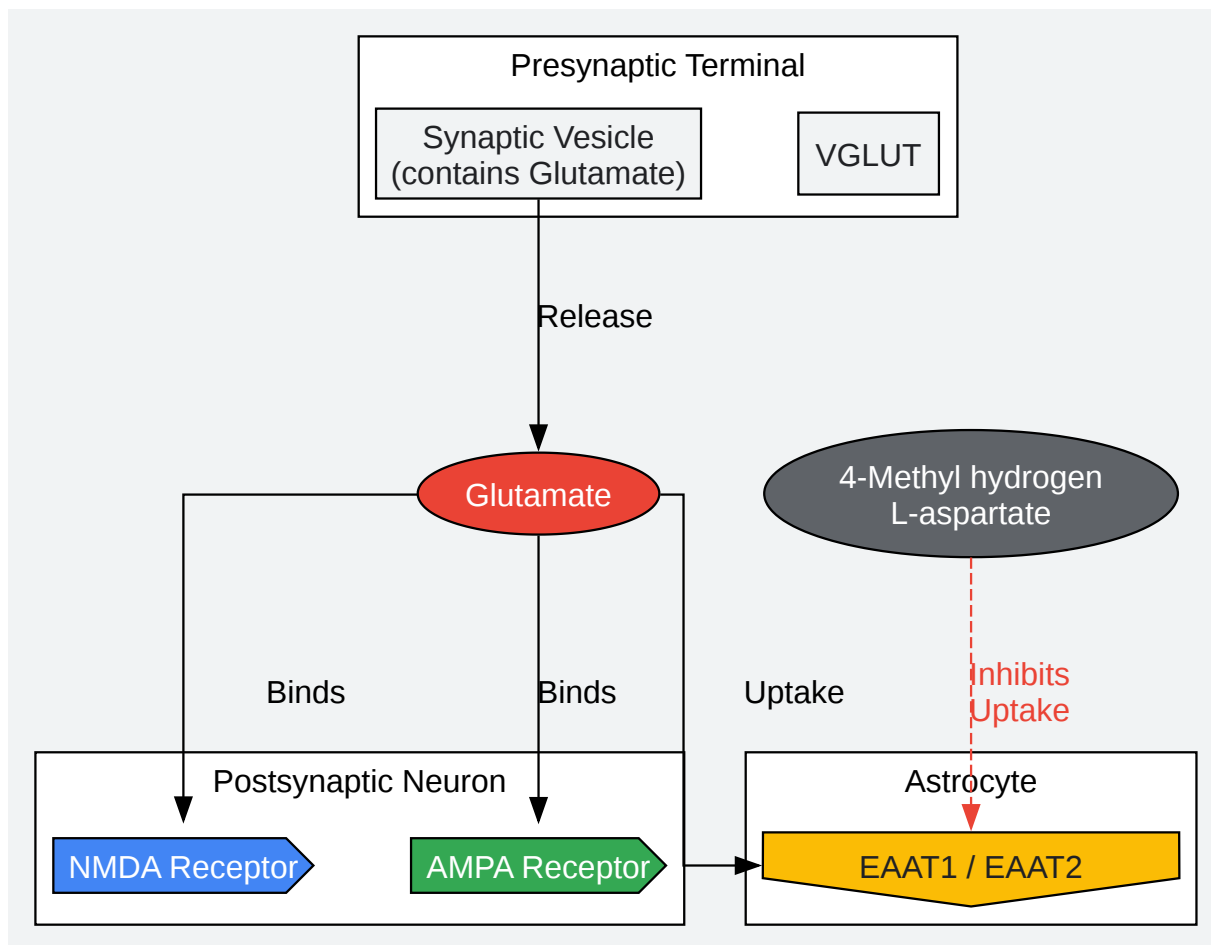 Presynaptic Terminal
Synaptic Vesicle
(contains Glutamate)
VGLUT
Release
Glutamate
4-Methyl hydrogen
L-aspartate
Binds
Binds
Uptake
Inhibits
Uptake
Postsynaptic Neuron
Astrocyte
NMDA Receptor
AMPA Receptor
EAAT1 / EAAT2